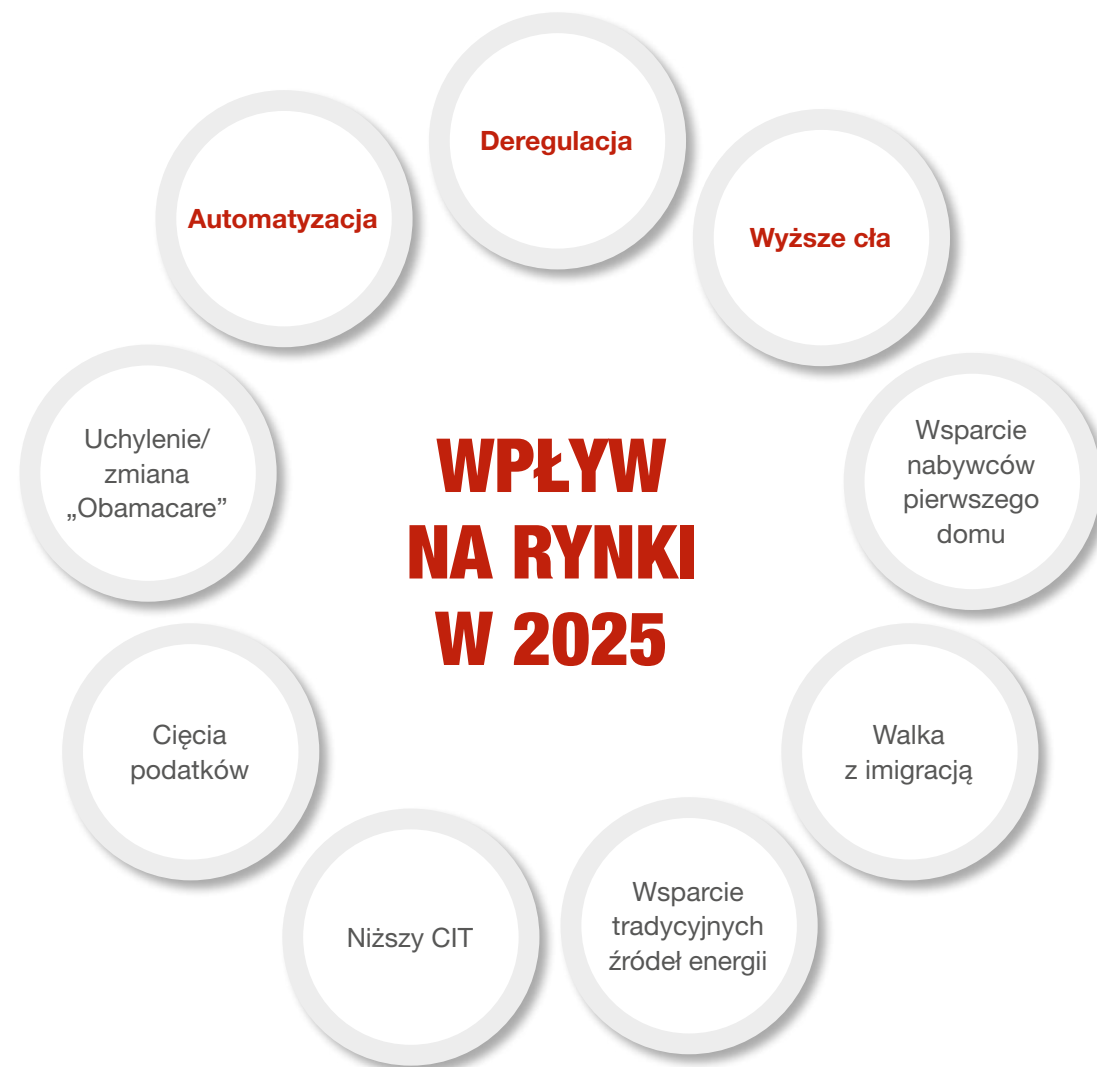 Deregulacja
Automatyzacja
Wyższe cła
Uchylenie/
zmiana
„Obamacare”
WPŁYW
NA RYNKI
W 2025
Wsparcie
nabywców
pierwszego
domu
Cięcia
podatków
Walka
z imigracją
Niższy CIT
Wsparcie
tradycyjnych
źródeł energii